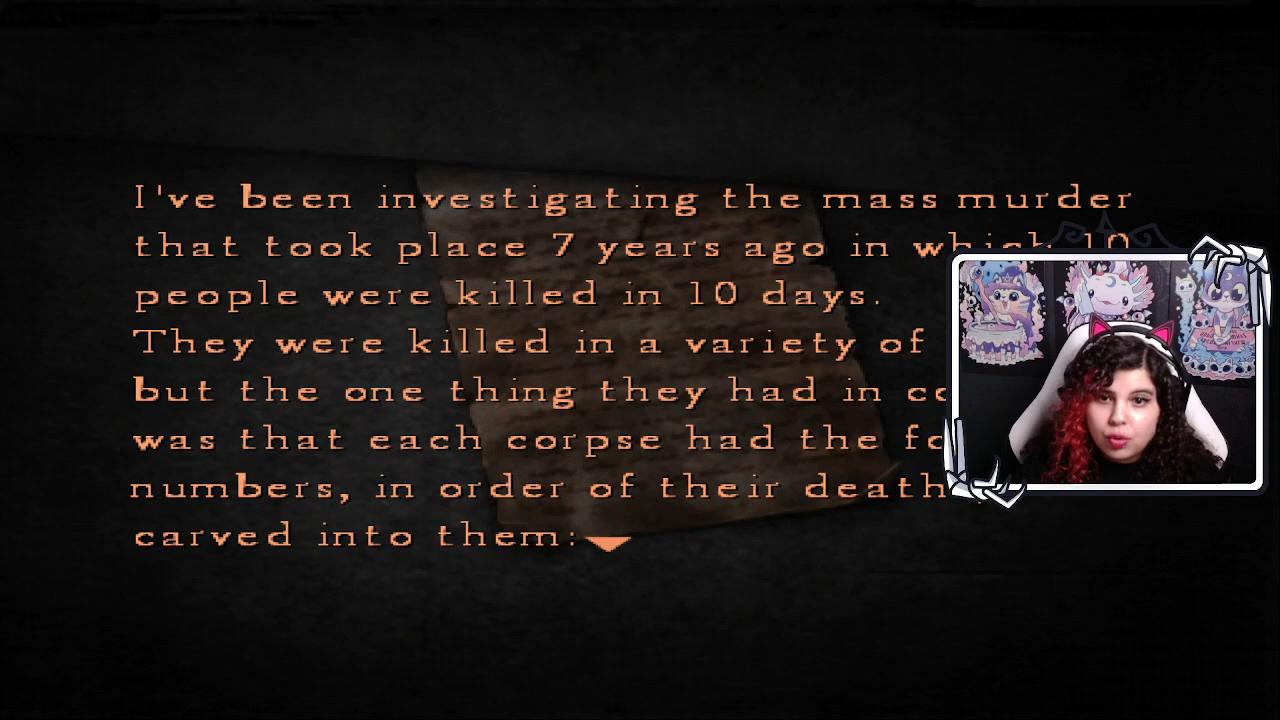 I've been investigating the mass murder
that took place 7 years ago in which 10
people were killed in 10 days.
They were killed in a variety of
but the one thing they had in
was that each corpse had the
numbers, in order of their death,
carved into them: